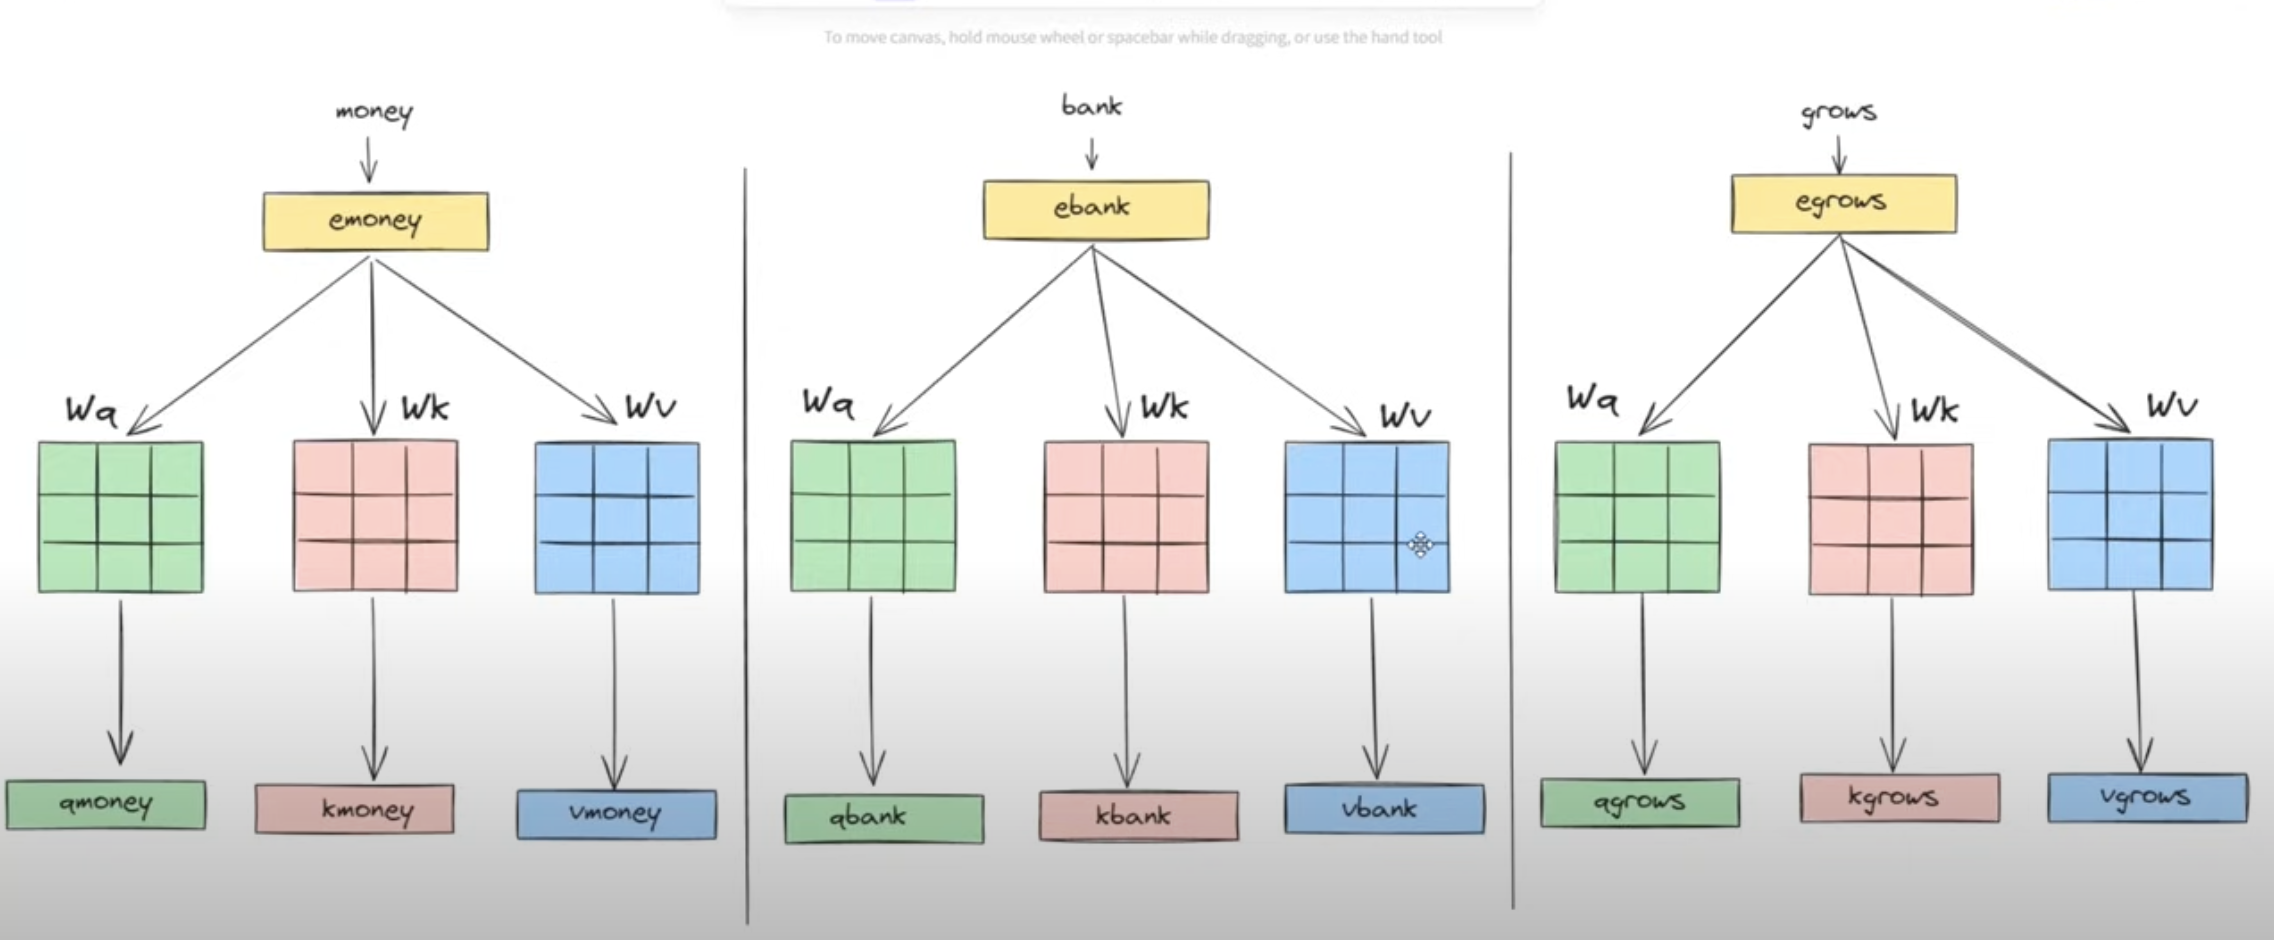 To move canvas, hold mouse wheel or spacebar while dragging, or use the hand tool
money
bank
grows
emoney
ebank
egrows
Wq Wk Wv
Wq Wk Wv
Wq Wk Wv
qmoney kmoney vmoney
qbank kbank vbank
qgrows kgrows vgrows